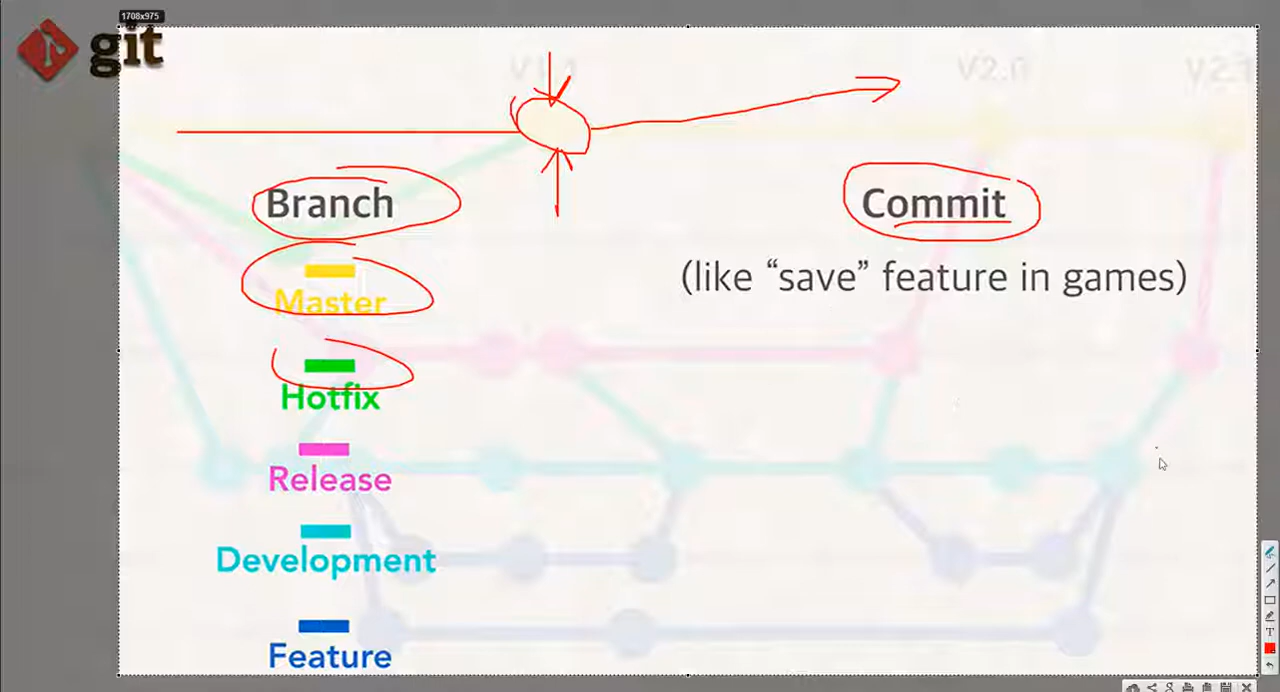 1708x975
git
V2.0
Branch
Commit
(like “save” feature in games)
Master
Hotfix
Release
Development
Feature
T